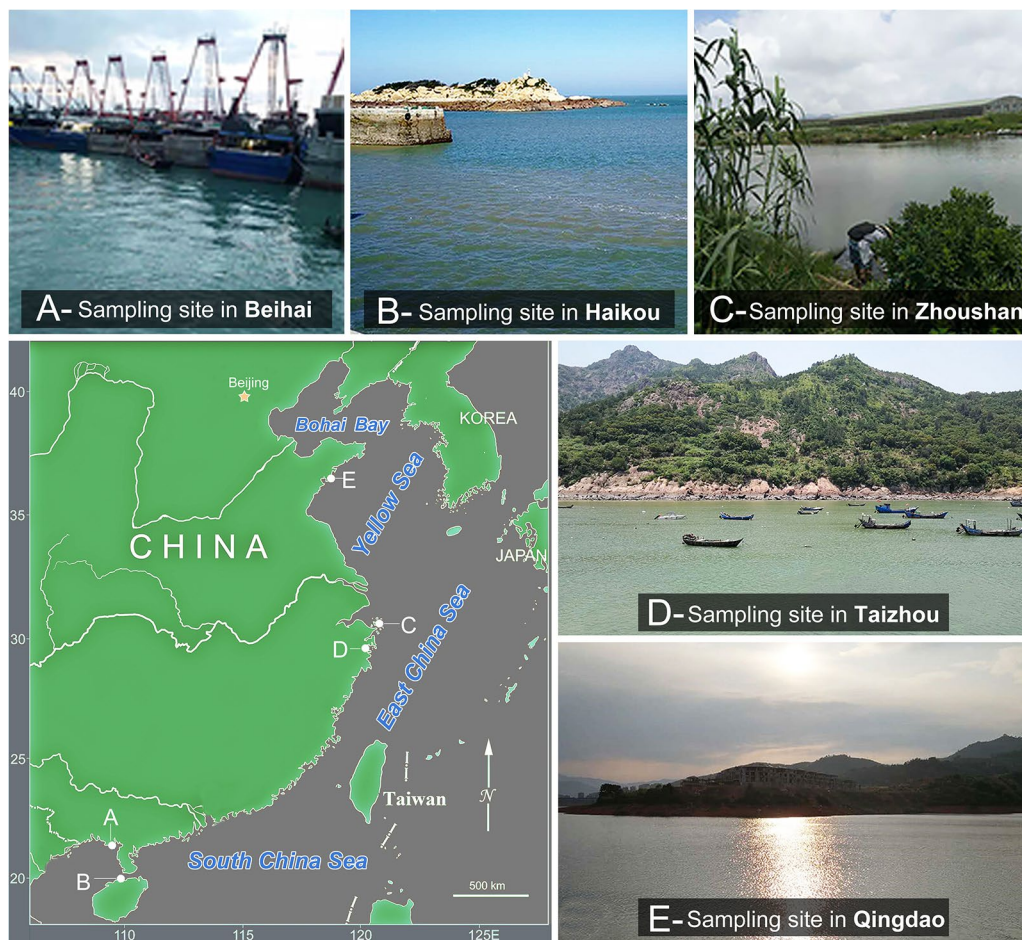 A- Sampling site in Beihai
B- Sampling site in Haikou
C- Sampling site in Zhoushan
40
Beijing
Bohai Bay
KOREA
E
Yellow Sea
35
CHINA
JAPAN
C
30
D
East China Sea
25
N
Taiwan
A
South China Sea
20
B
500 km
110
115
120
125E
D- Sampling site in Taizhou
E- Sampling site in Qingdao